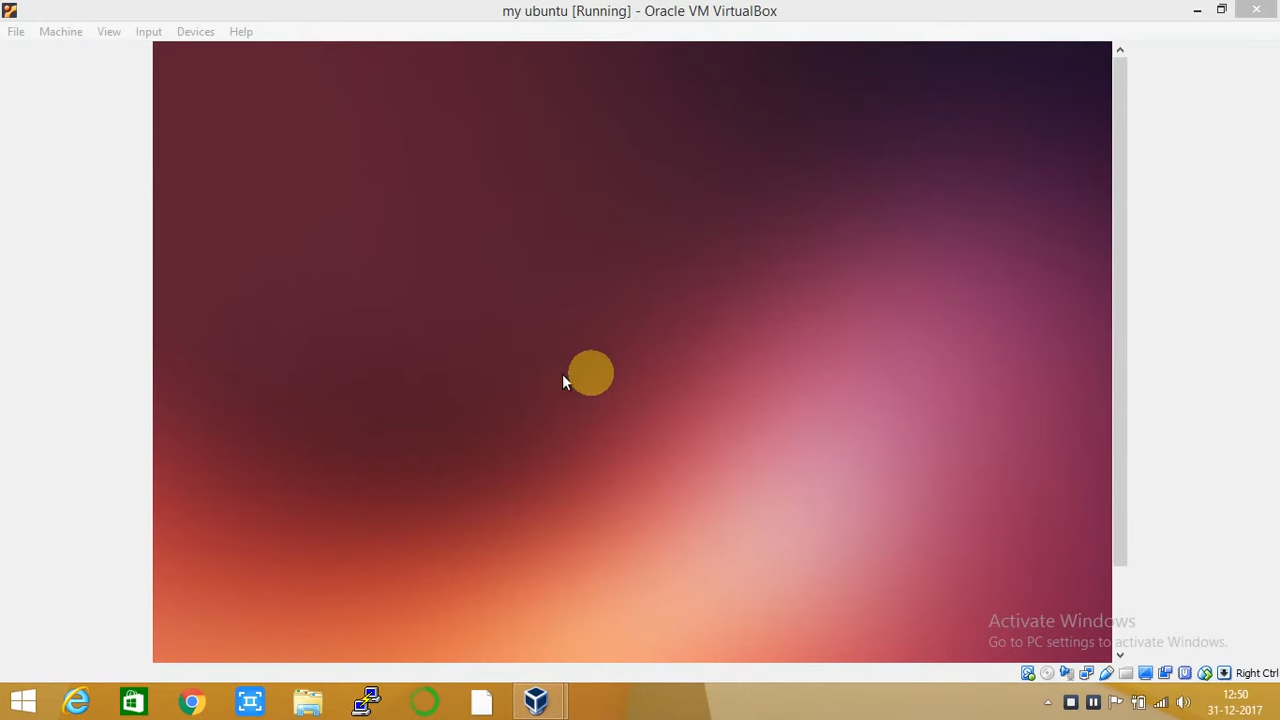 my ubuntu [Running] - Oracle VM VirtualBox
File Machine View Input Devices Help
Activate Windows
Go to PC settings to activate Windows.
Right Ctrl
12:50
31-12-2017